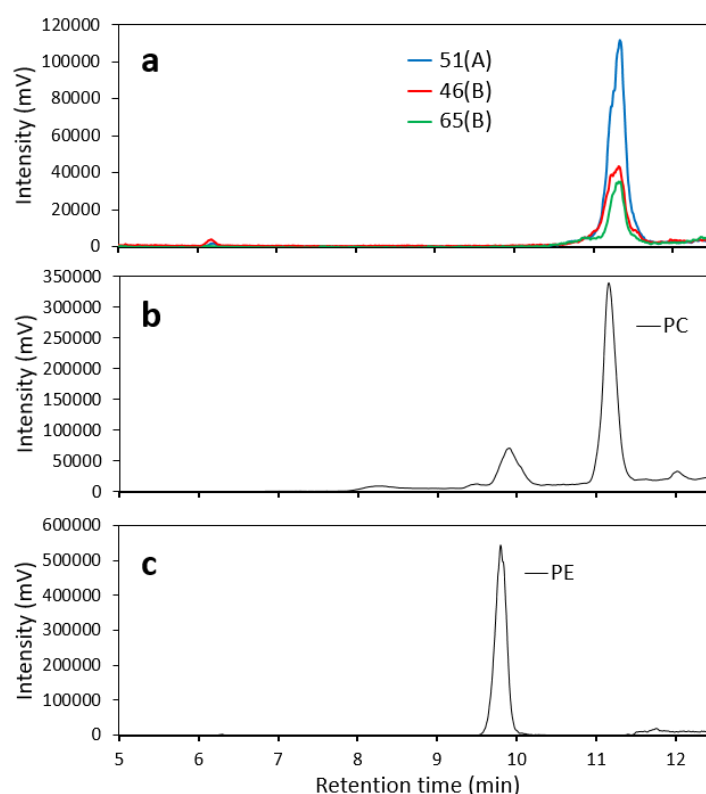 120000
100000
80000
60000
40000
20000
0
Intensity (mV)
a
51(A)
46(B)
65(B)
350000
300000
250000
200000
150000
100000
50000
0
Intensity (mV)
b
PC
600000
500000
400000
300000
200000
100000
0
Intensity (mV)
c
PE
5 6 7 8 9 10 11 12
Retention time (min)